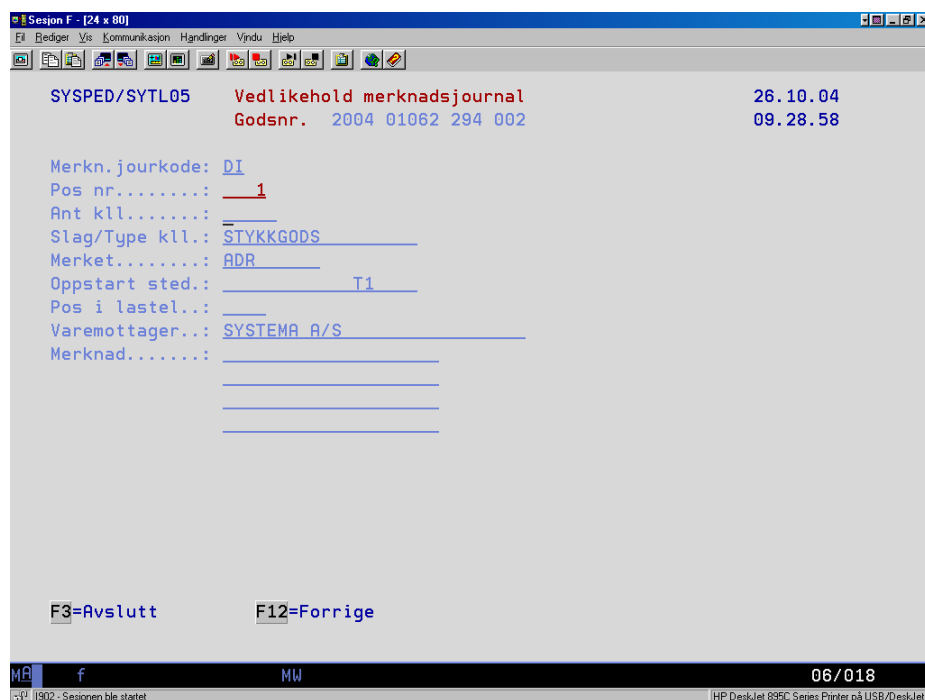 Sesjon F - [24 x 80]
Fil Rediger Vis Kommunikasjon Handlinger Vindu Hjelp
SYSPED/SYTL05 Vedlikehold merknadsjournal 26.10.04
Godsnr. 2004 01062 294 002 09.28.58
Merkn.jourkode: DI
Pos nr........: 1
Ant kll.......:
Slag/Type kll.: STYKKGODS
Merket........: ADR
Oppstart sted.: T1
Pos i lastel..:
Varemottager..: SYSTEMA A/S
Merknad.......:
F3=Avslutt F12=Forrige
MA f MW 06/018
I902 - Sesjonen ble startet HP DeskJet 895C Series Printer på USB/DeskJet